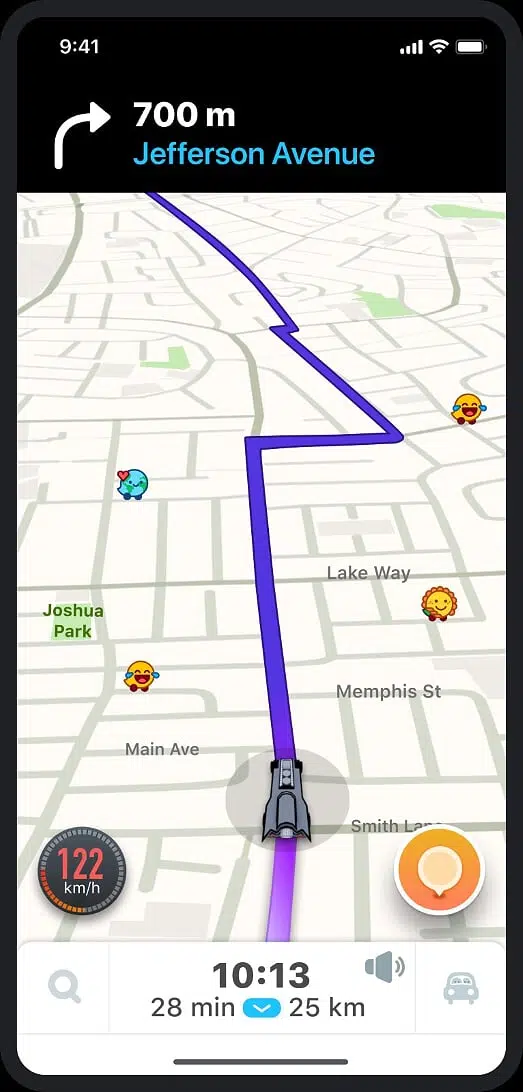 9:41
700 m
Jefferson Avenue
Lake Way
Joshua
Park
Memphis St
Main Ave
Smith Lane
122
km/h
10:13
28 min 25 km